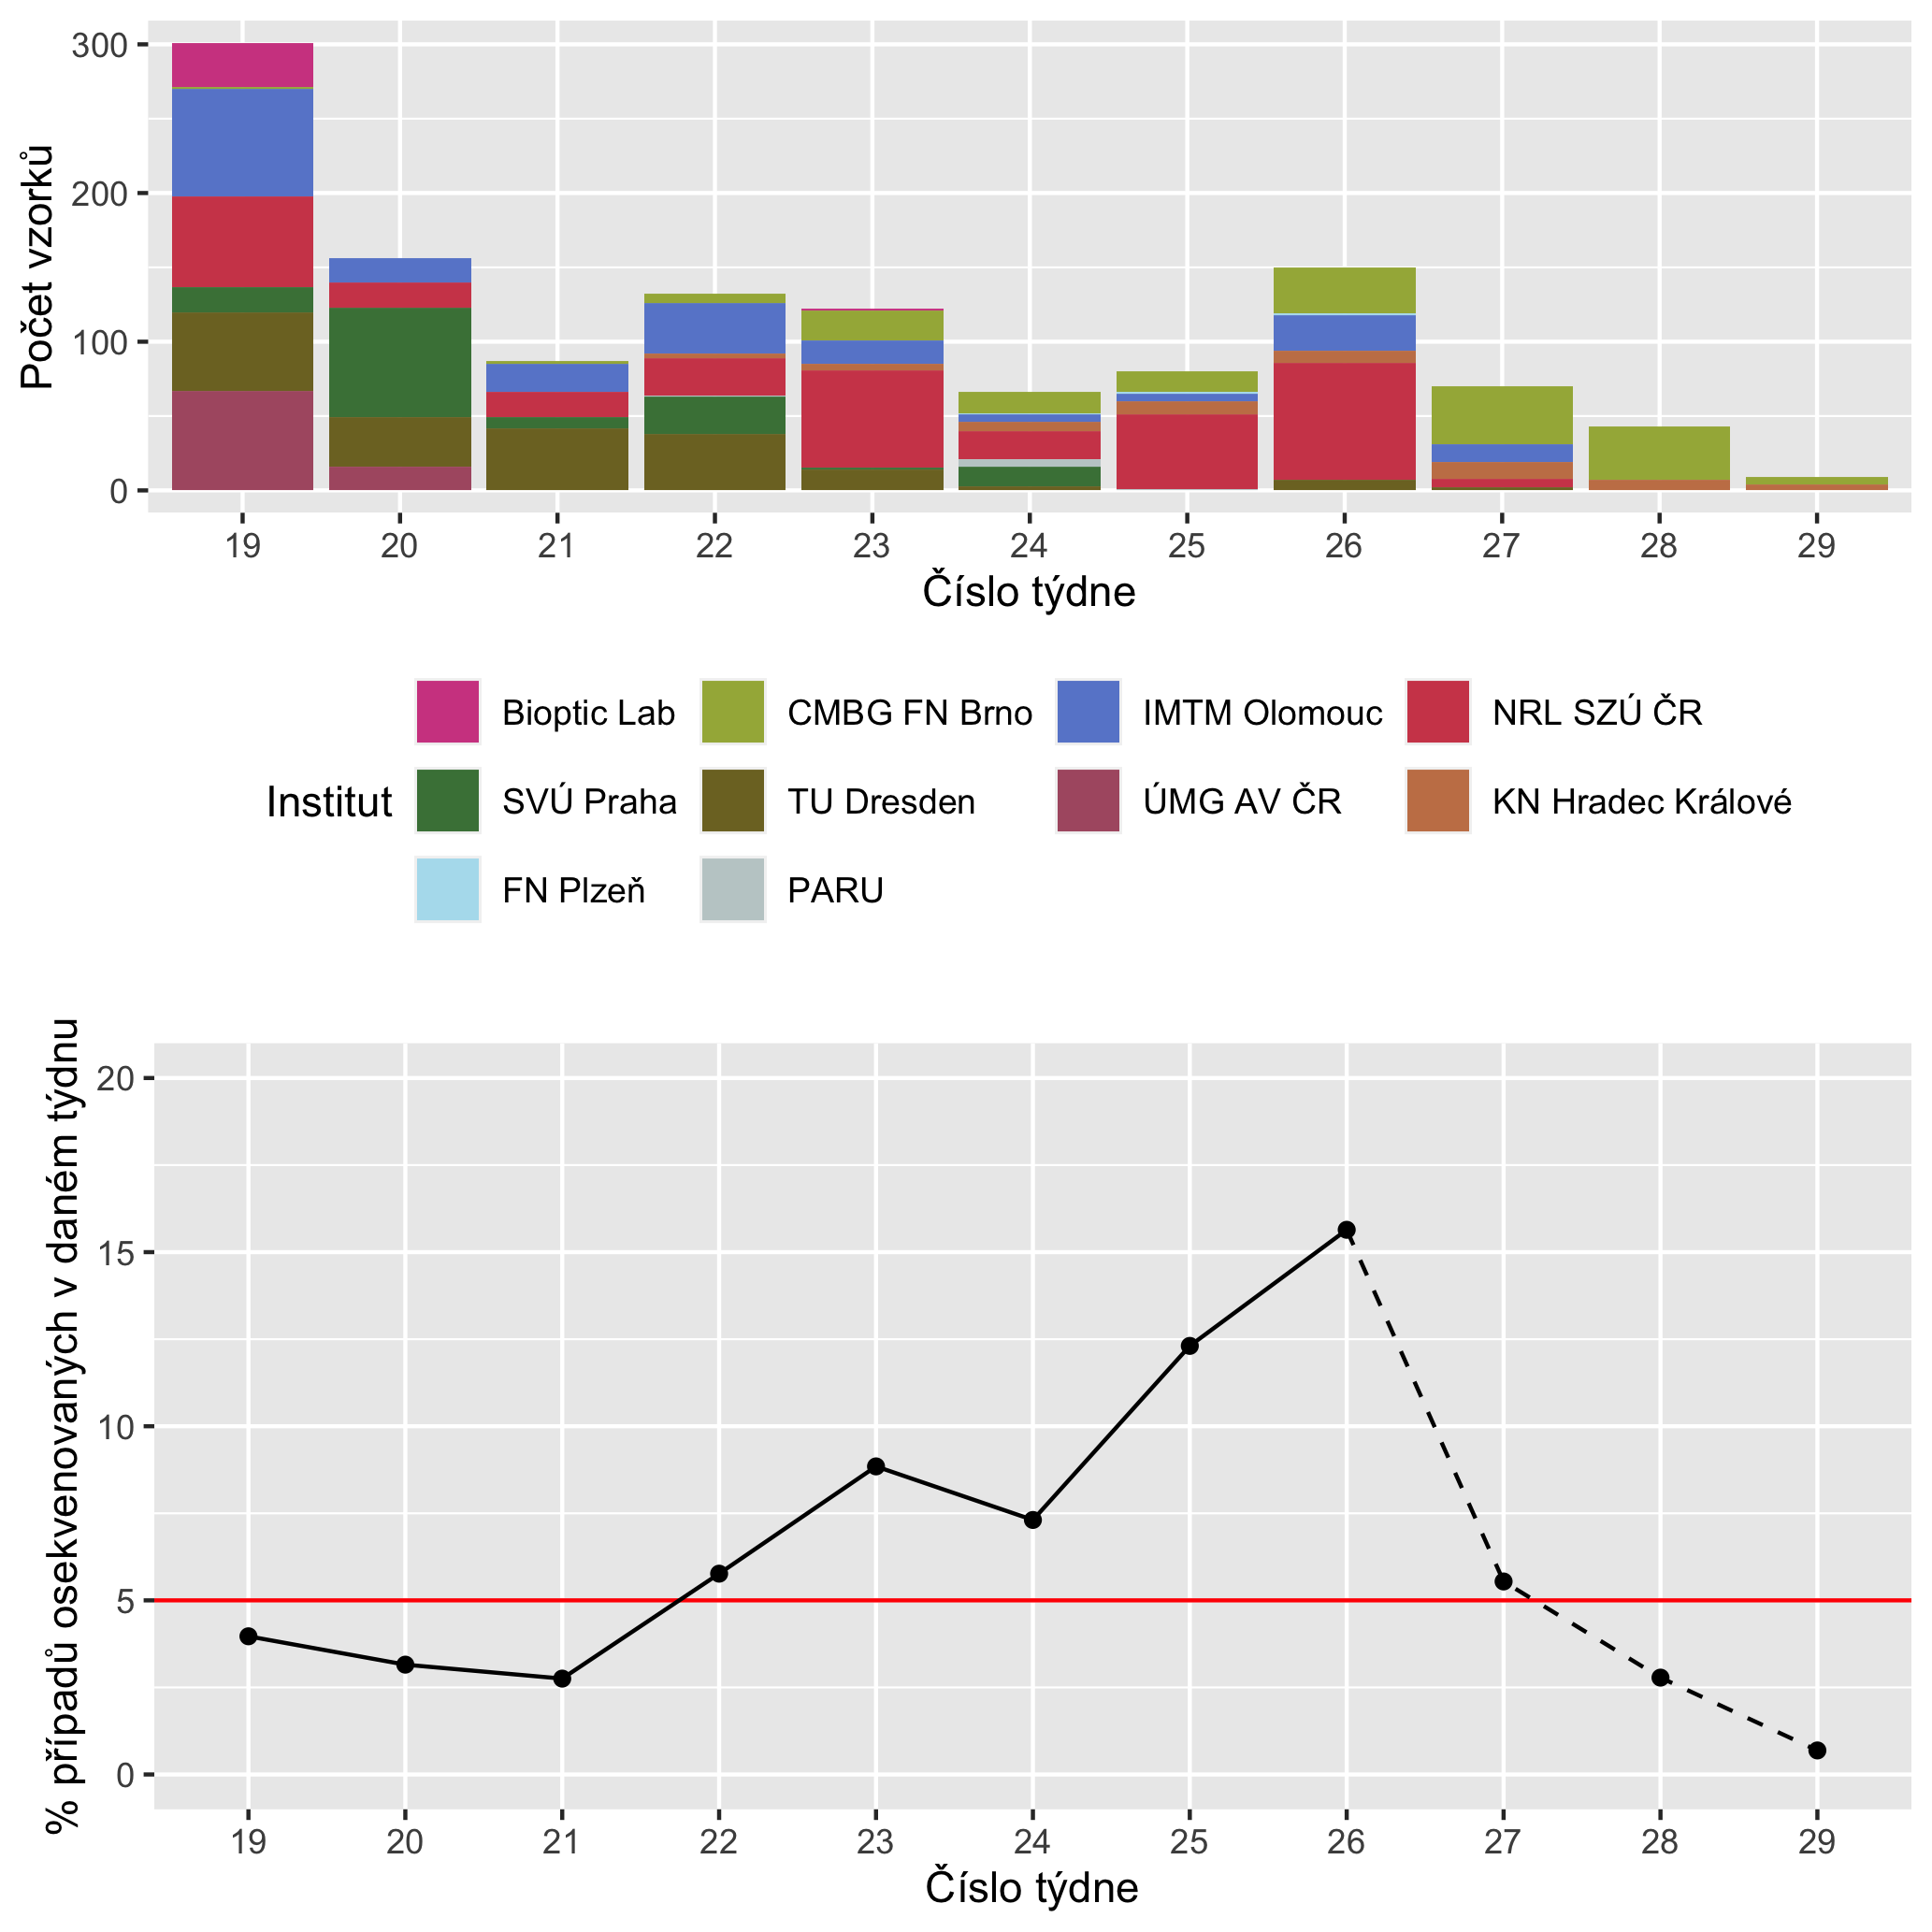 300
200
100
0
Počet vzorků
19 20 21 22 23 24 25 26 27 28 29
Číslo týdne
Institut
Bioptic Lab CMBG FN Brno IMTM Olomouc NRL SZÚ ČR
SVÚ Praha TU Dresden ÚMG AV ČR KN Hradec Králové
FN Plzeň PARU
% případů osekvenovaných v daném týdnu
20
15
10
5
0
19 20 21 22 23 24 25 26 27 28 29
Číslo týdne